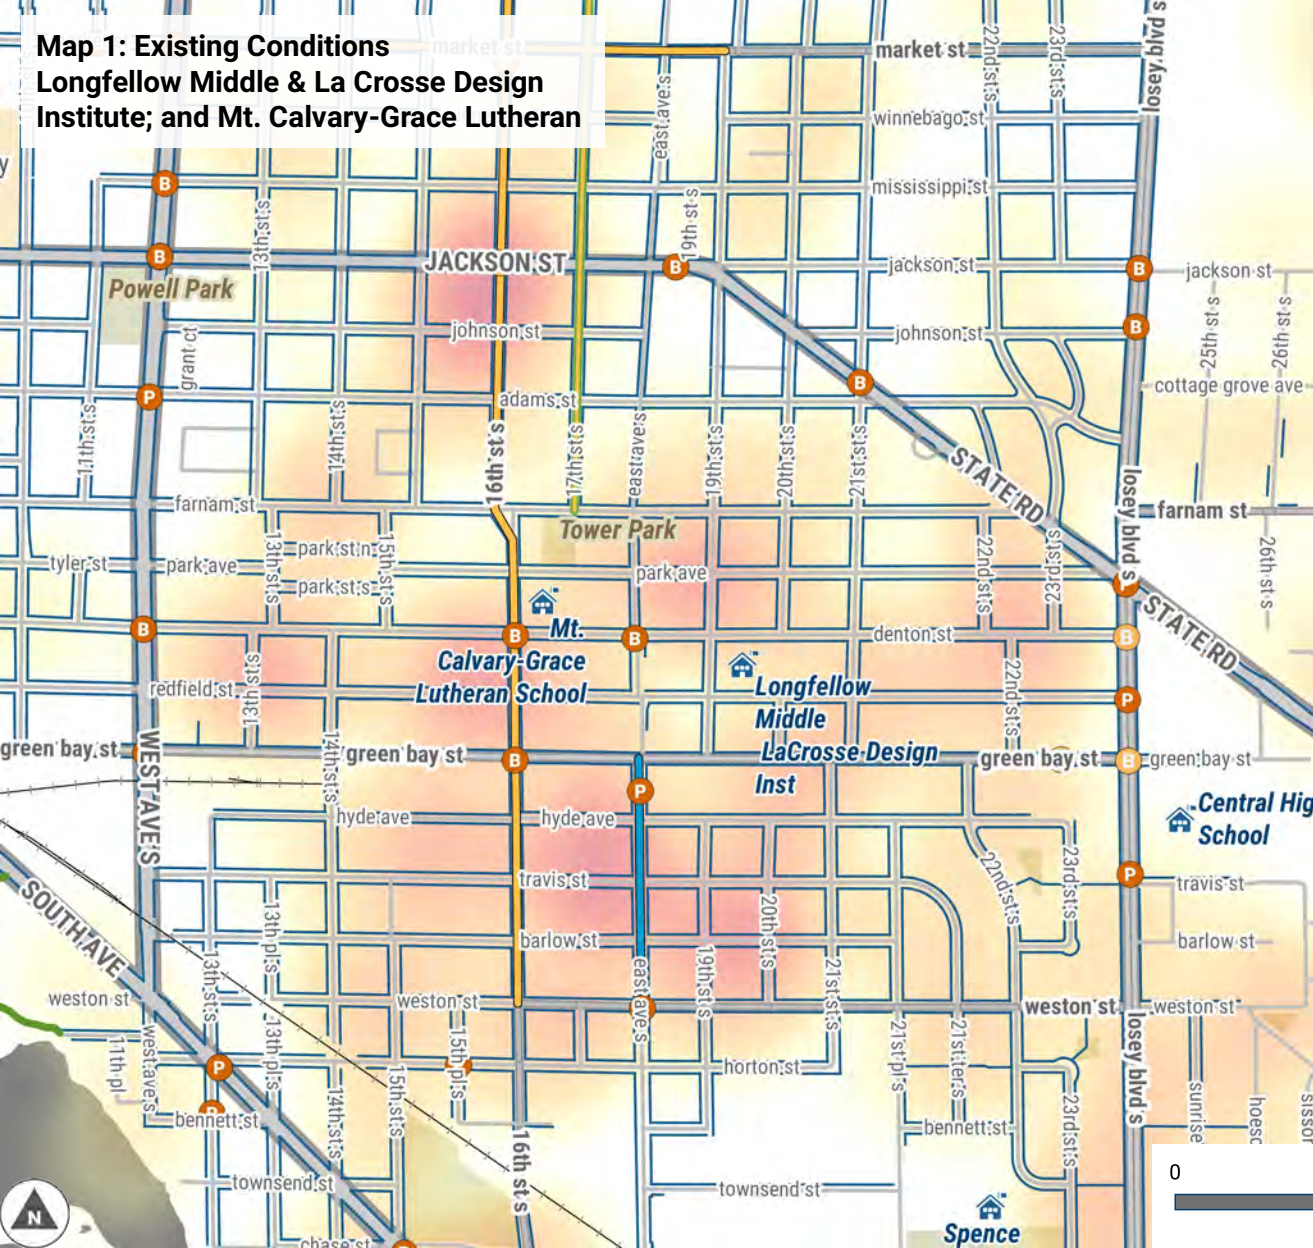 Map 1: Existing Conditions
Longfellow Middle & La Crosse Design
Institute; and Mt. Calvary-Grace Lutheran
market st
market st
22nd st s
23rd st s
losey blvd s
east ave s
winnebago st
y
B
mississippi st
13th st s
19th st s
B
JACKSON ST
B
jackson st
B
jackson st
Powell Park
25th st s
26th st s
johnson st
johnson st
B
grant ct
B
cottage grove ave
P
adams st
11th st s
14th st s
16th st s
17th st s
east ave s
19th st s
20th st s
21st st s
STATE RD
losey blvd s
farnam st
farnam st
Tower Park
13th st s
park st n
15th st s
22nd st s
23rd st s
26th st s
tyler st
park ave
park ave
park st s
STATE RD
B
B
Mt.
B
denton st
B
Calvary-Grace
Lutheran School
13th st s
redfield st
Longfellow
Middle
22nd st s
P
green bay st
WEST AVE S
14th st s
green bay st
B
LaCrosse Design
Inst
green bay st
B
green bay st
P
hyde ave
hyde ave
Central Hig
School
SOUTH AVE
travis st
22nd st s
23rd st s
P
travis st
13th pl s
20th st s
barlow st
barlow st
13th st s
east ave s
19th st s
21st st s
weston st
weston st
weston st
weston st
11th pl
west ave s
13th pl s
14th st s
15th st s
15th pl s
21st pl s
21st ter s
23rd st s
losey blvd s
sunrise
hoesc
sissor
P
horton st
bennett st
bennett st
16th st s
townsend st
townsend st
0
N
Spence
chase st